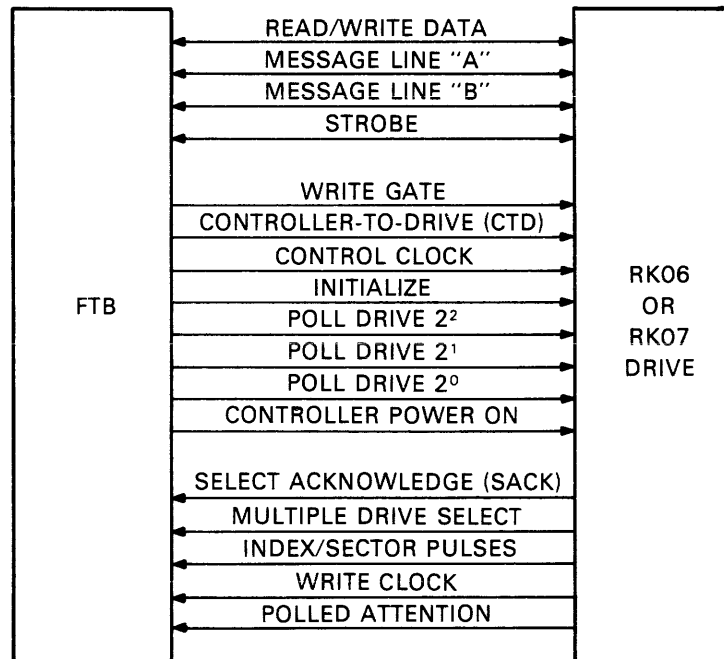 READ/WRITE DATA
MESSAGE LINE "A"
MESSAGE LINE "B"
STROBE
WRITE GATE
CONTROLLER-TO-DRIVE (CTD)
CONTROL CLOCK
INITIALIZE
POLL DRIVE 2²
POLL DRIVE 2¹
POLL DRIVE 2⁰
CONTROLLER POWER ON
SELECT ACKNOWLEDGE (SACK)
MULTIPLE DRIVE SELECT
INDEX/SECTOR PULSES
WRITE CLOCK
POLLED ATTENTION
FTB
RK06
OR
RK07
DRIVE